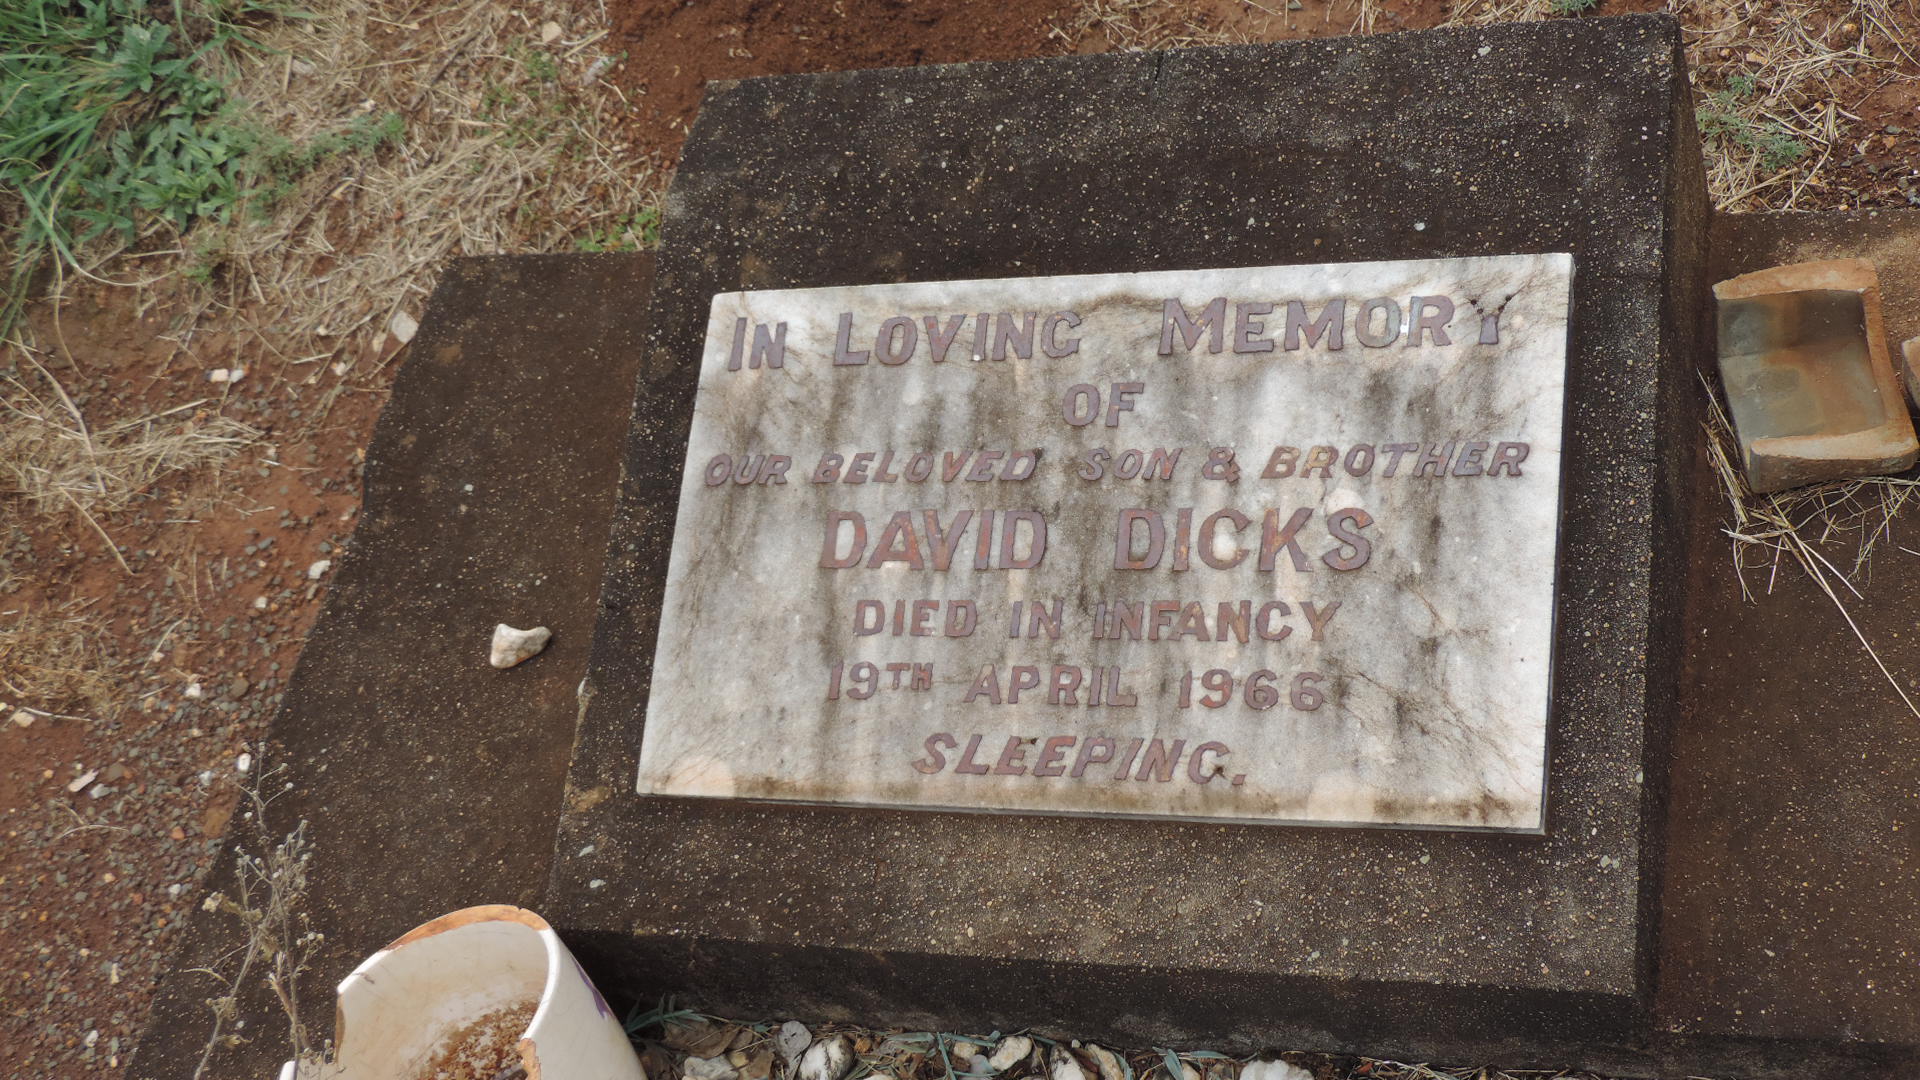 IN LOVING MEMORY
OF
OUR BELOVED SON & BROTHER
DAVID DICKS
DIED IN INFANCY
19TH APRIL 1966
SLEEPING.